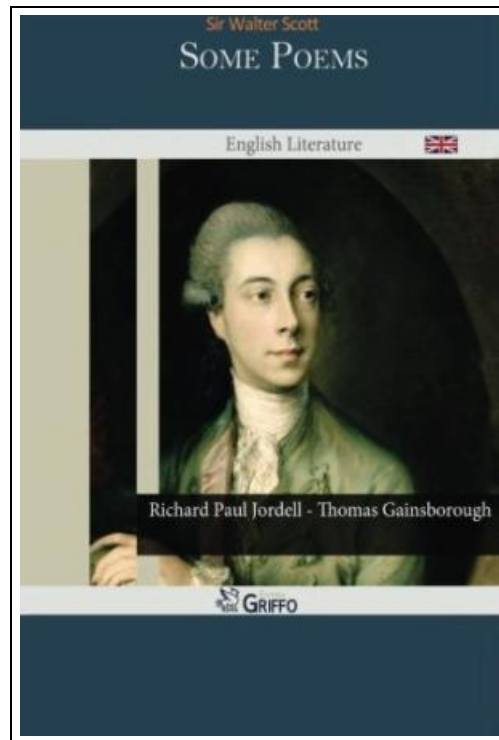 Sir Walter Scott
SOME POEMS
English Literature
Richard Paul Jordell - Thomas Gainsborough
GRIFFO